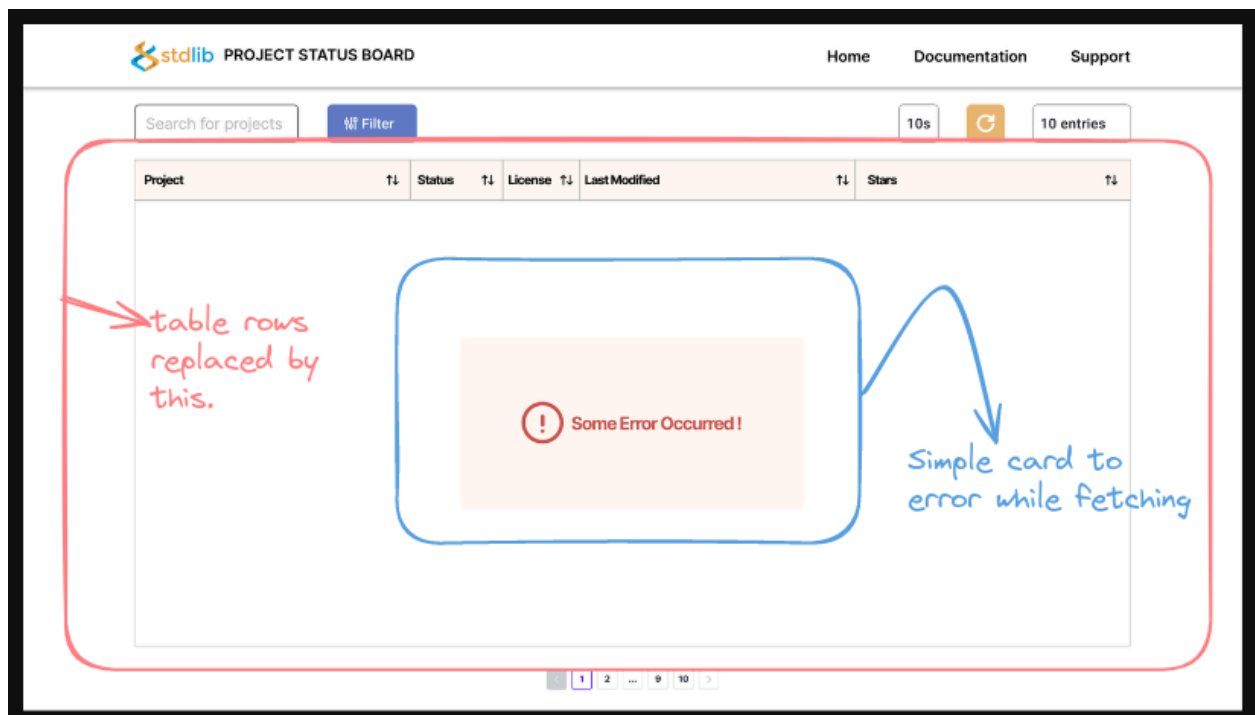 stdlib PROJECT STATUS BOARD Home Documentation Support
Search for projects Filter 10s 10 entries
Project Status License Last Modified Stars
table rows
replaced by
this.
Some Error Occurred !
Simple card to
error while fetching
< 1 2 ... 9 10 >